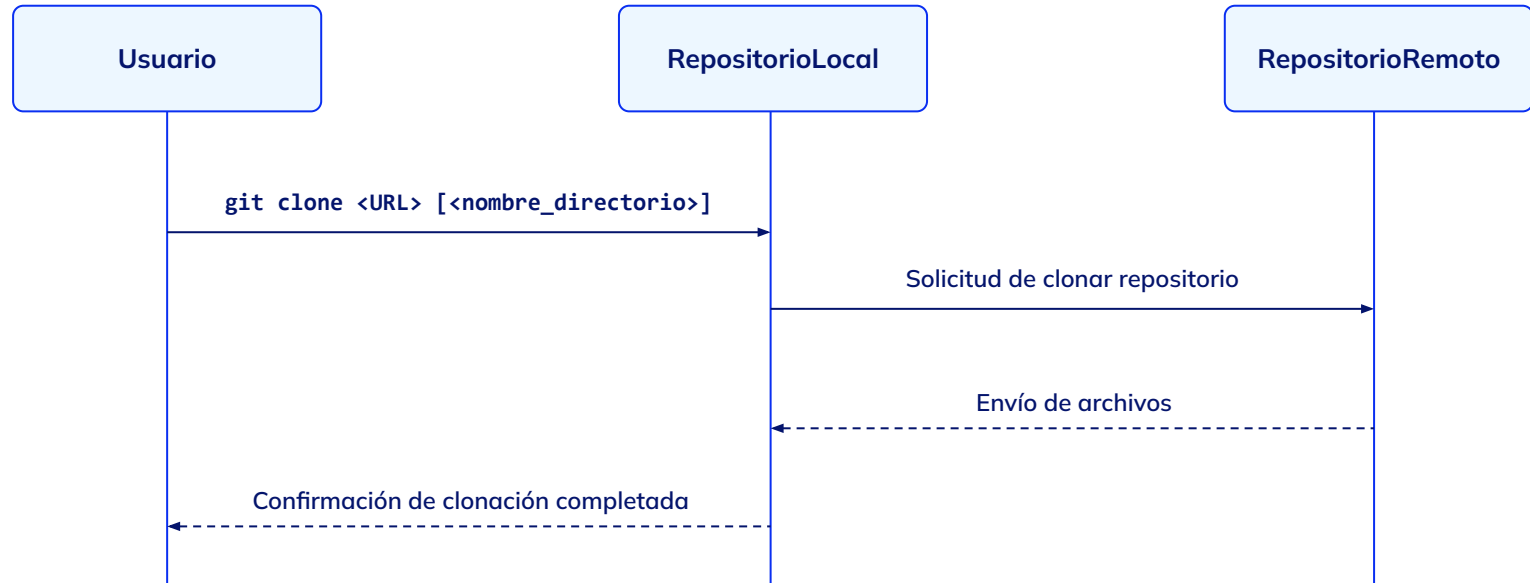 Usuario
RepositorioLocal
RepositorioRemoto
git clone <URL> [<nombre_directorio>]
Solicitud de clonar repositorio
Envío de archivos
Confirmación de clonación completada